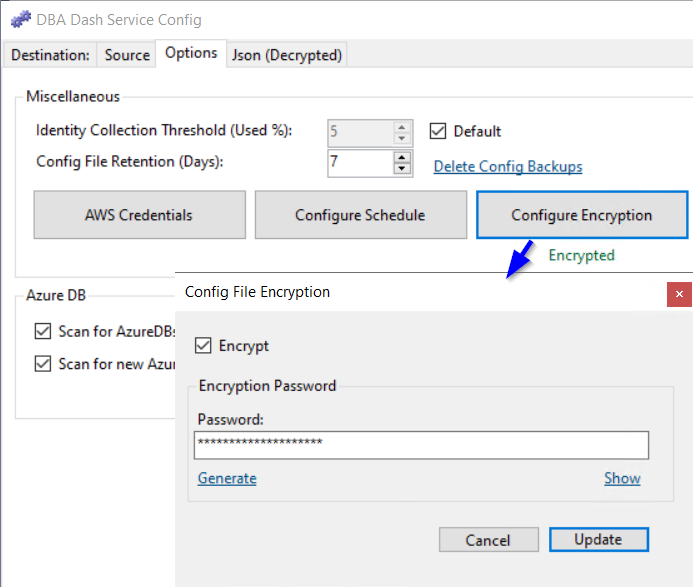 DBA Dash Service Config
Destination: Source Options Json (Decrypted)
Miscellaneous
Identity Collection Threshold (Used %): 5 Default
Config File Retention (Days): 7 Delete Config Backups
AWS Credentials Configure Schedule Configure Encryption
Encrypted
Azure DB
Scan for AzureDBs
Scan for new Azur
Config File Encryption
Encrypt
Encryption Password
Password:
********************
Generate Show
Cancel Update